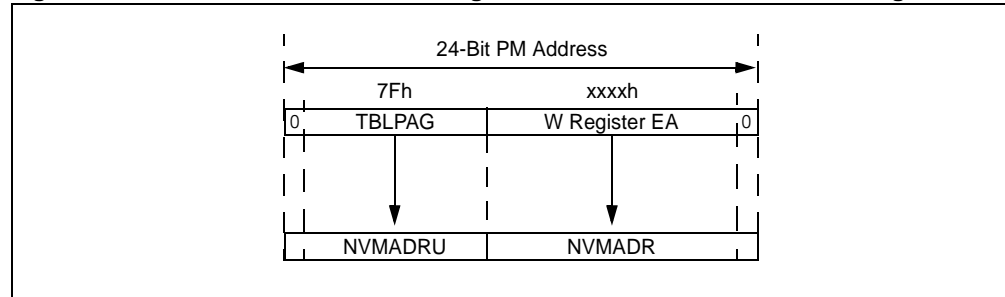 24-Bit PM Address
7Fh xxxxh
0 TBLPAG W Register EA 0
NVMADRU NVMADR